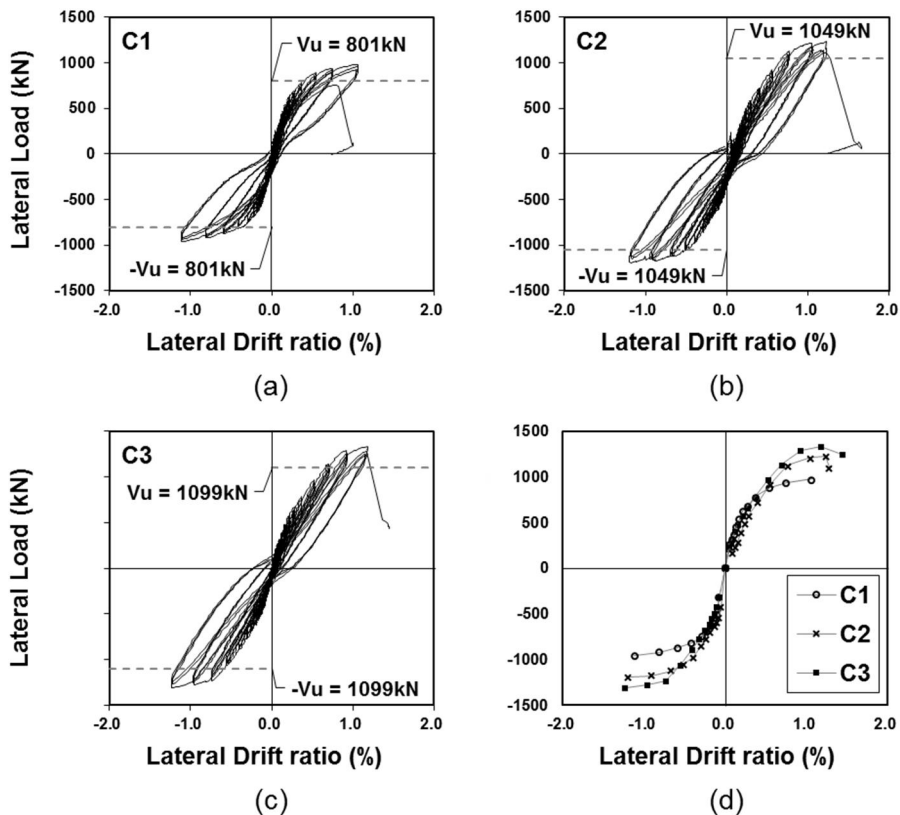 C1
Vu = 801kN
-Vu = 801kN
1500
1000
500
0
-500
-1000
1500
-2.0 -1.0 0.0 1.0 2.0
Lateral Load (kN)
Lateral Drift ratio (%)
(a)
C2
Vu = 1049kN
-Vu = 1049kN
1500
1000
500
0
-500
-1000
1500
-2.0 -1.0 0.0 1.0 2.0
Lateral Drift ratio (%)
(b)
C3
Vu = 1099kN
-Vu = 1099kN
-2.0 -1.0 0.0 1.0 2.0
Lateral Load (kN)
Lateral Drift ratio (%)
(c)
1500
1000
500
0
-500
-1000
-1500
-2.0 -1.0 0.0 1.0 2.0
C1
C2
C3
Lateral Drift ratio (%)
(d)